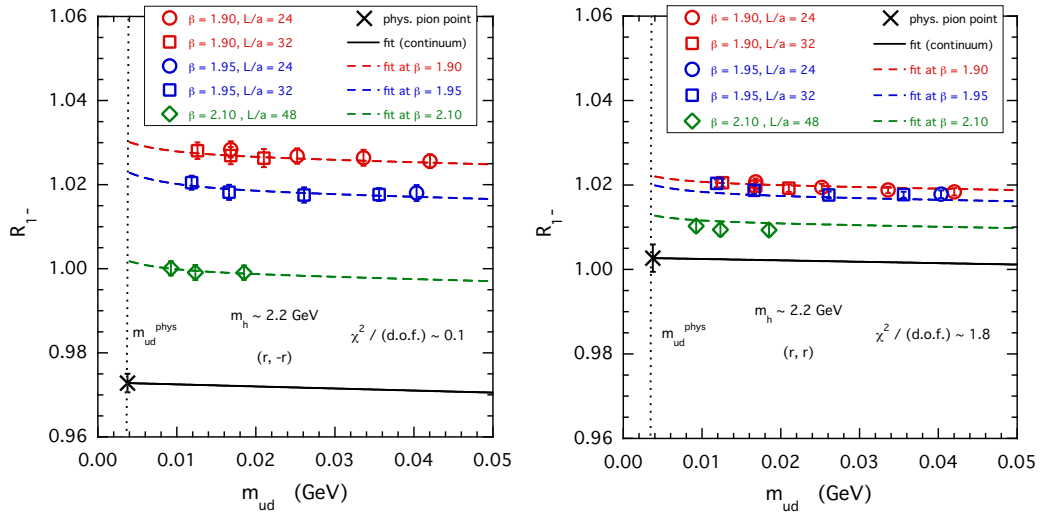 1.06
1.04
1.02
1.00
0.98
0.96
R1-
β = 1.90, L/a = 24
β = 1.90, L/a = 32
β = 1.95, L/a = 24
β = 1.95, L/a = 32
β = 2.10 , L/a = 48
phys. pion point
fit (continuum)
fit at β = 1.90
fit at β = 1.95
fit at β = 2.10
m_h ~ 2.2 GeV
m_ud^phys
χ² / (d.o.f.) ~ 0.1
(r, -r)
0.00 0.01 0.02 0.03 0.04 0.05
m_ud (GeV)
1.06
1.04
1.02
1.00
0.98
0.96
R1-
β = 1.90, L/a = 24
β = 1.90, L/a = 32
β = 1.95, L/a = 24
β = 1.95, L/a = 32
β = 2.10 , L/a = 48
phys. pion point
fit (continuum)
fit at β = 1.90
fit at β = 1.95
fit at β = 2.10
m_h ~ 2.2 GeV
m_ud^phys
χ² / (d.o.f.) ~ 1.8
(r, r)
0.00 0.01 0.02 0.03 0.04 0.05
m_ud (GeV)